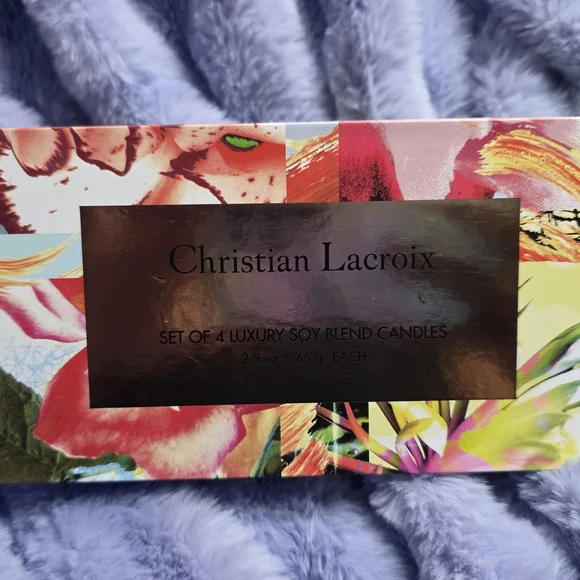 Christian Lacroix
SET OF 4 LUXURY SOY BLEND CANDLES
2.3 oz / 65 g EACH